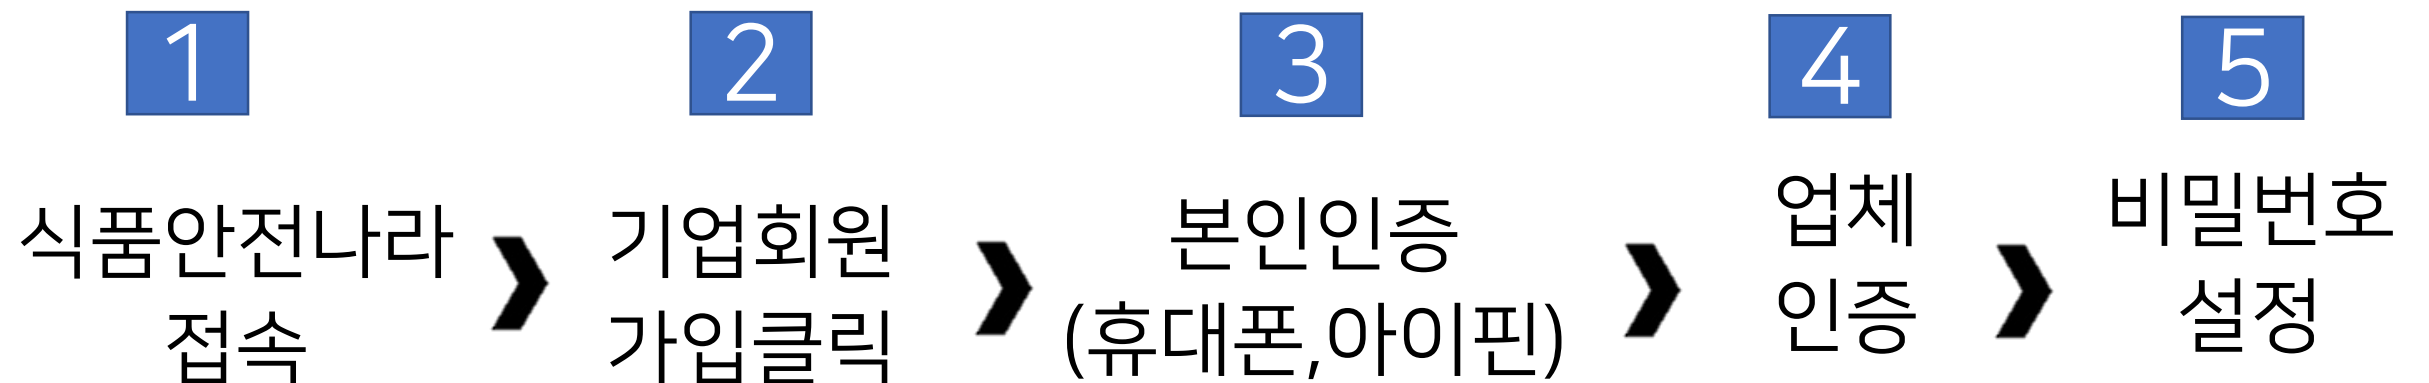 1
식품안전나라
접속
2
기업회원
가입클릭
3
본인인증
(휴대폰,아이핀)
4
업체
인증
5
비밀번호
설정